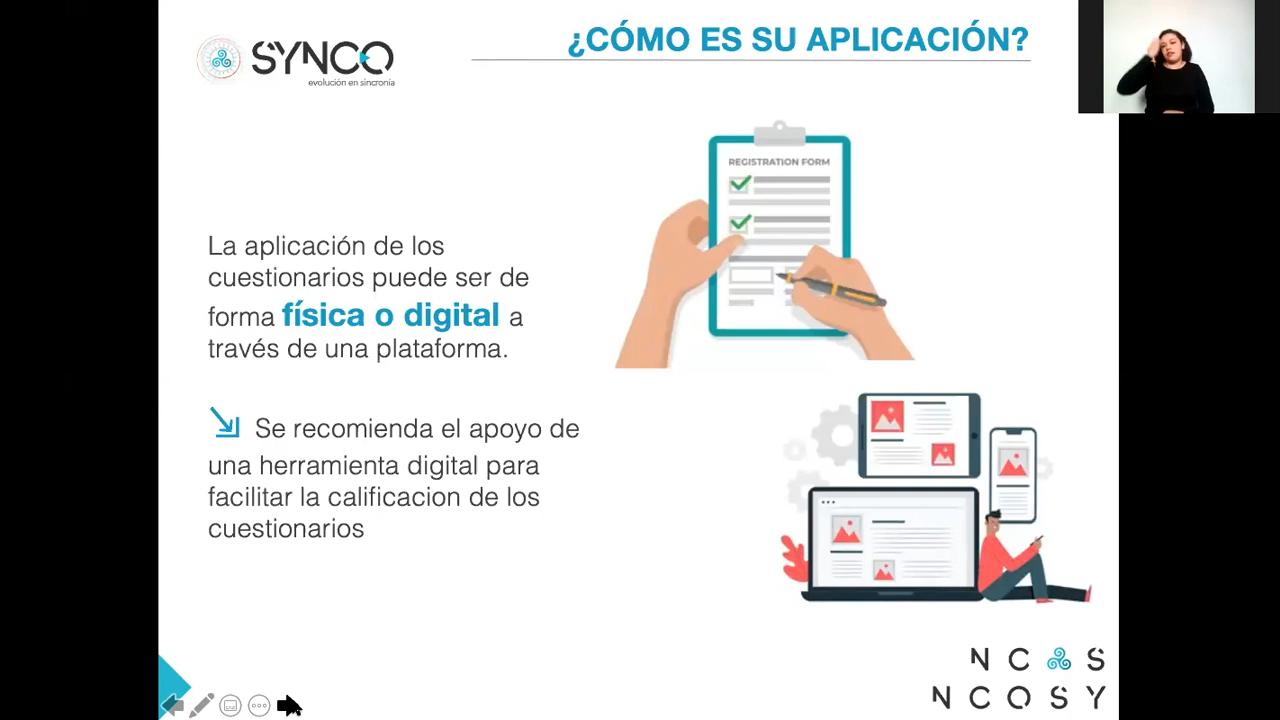 SYNCO
evolución en sincronía
¿CÓMO ES SU APLICACIÓN?
REGISTRATION FORM
La aplicación de los
cuestionarios puede ser de
forma física o digital a
través de una plataforma.
Se recomienda el apoyo de
una herramienta digital para
facilitar la calificacion de los
cuestionarios
N C S
N C O S Y